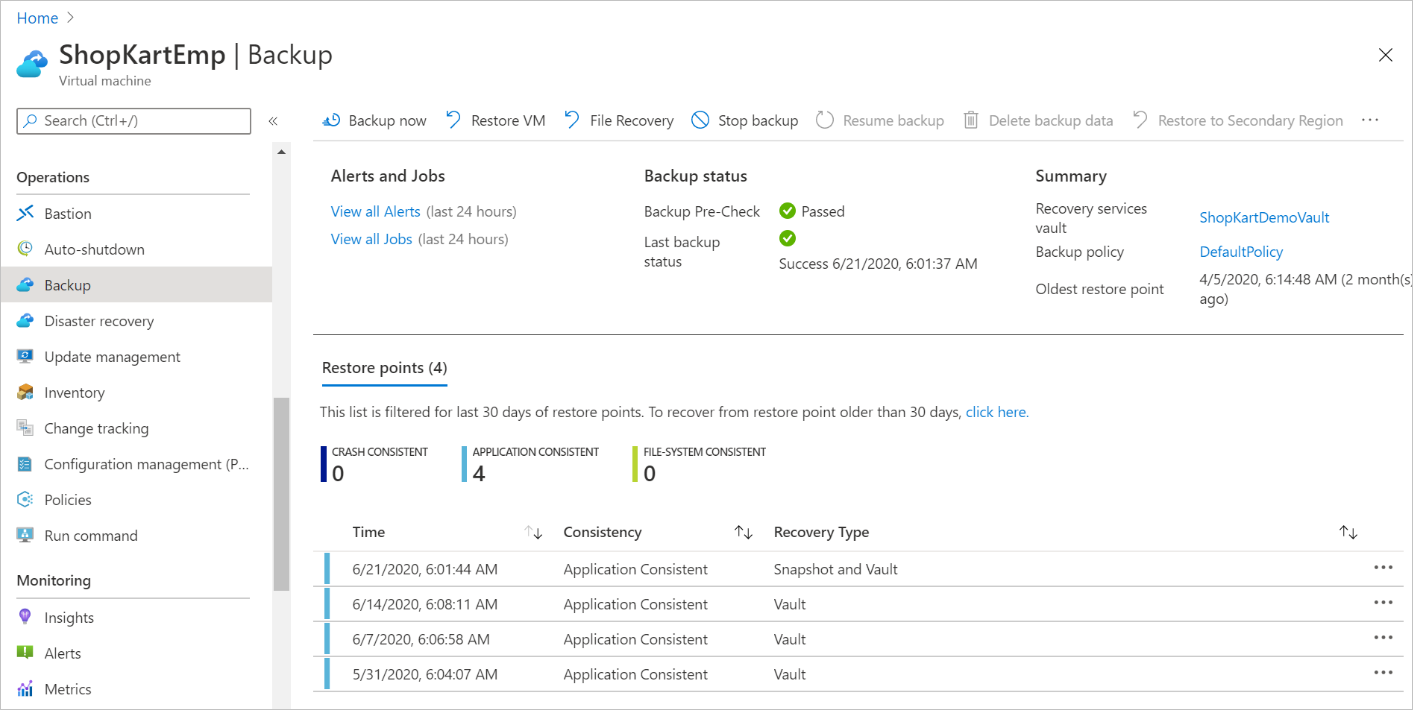 Home
ShopKartEmp | Backup
Virtual machine
Search (Ctrl+/)
«
Backup now
Restore VM
File Recovery
Stop backup
Resume backup
Delete backup data
Restore to Secondary Region
...
Operations
Bastion
Auto-shutdown
Backup
Disaster recovery
Update management
Inventory
Change tracking
Configuration management (P...
Policies
Run command
Monitoring
Insights
Alerts
Metrics
Alerts and Jobs
View all Alerts (last 24 hours)
View all Jobs (last 24 hours)
Backup status
Backup Pre-Check Passed
Last backup
status
Success 6/21/2020, 6:01:37 AM
Summary
Recovery services
vault
ShopKartDemoVault
Backup policy DefaultPolicy
Oldest restore point
4/5/2020, 6:14:48 AM (2 month(s)
ago)
Restore points (4)
This list is filtered for last 30 days of restore points. To recover from restore point older than 30 days, click here.
CRASH CONSISTENT
0
APPLICATION CONSISTENT
4
FILE-SYSTEM CONSISTENT
0
Time Consistency Recovery Type
6/21/2020, 6:01:44 AM Application Consistent Snapshot and Vault ...
6/14/2020, 6:08:11 AM Application Consistent Vault ...
6/7/2020, 6:06:58 AM Application Consistent Vault ...
5/31/2020, 6:04:07 AM Application Consistent Vault ...